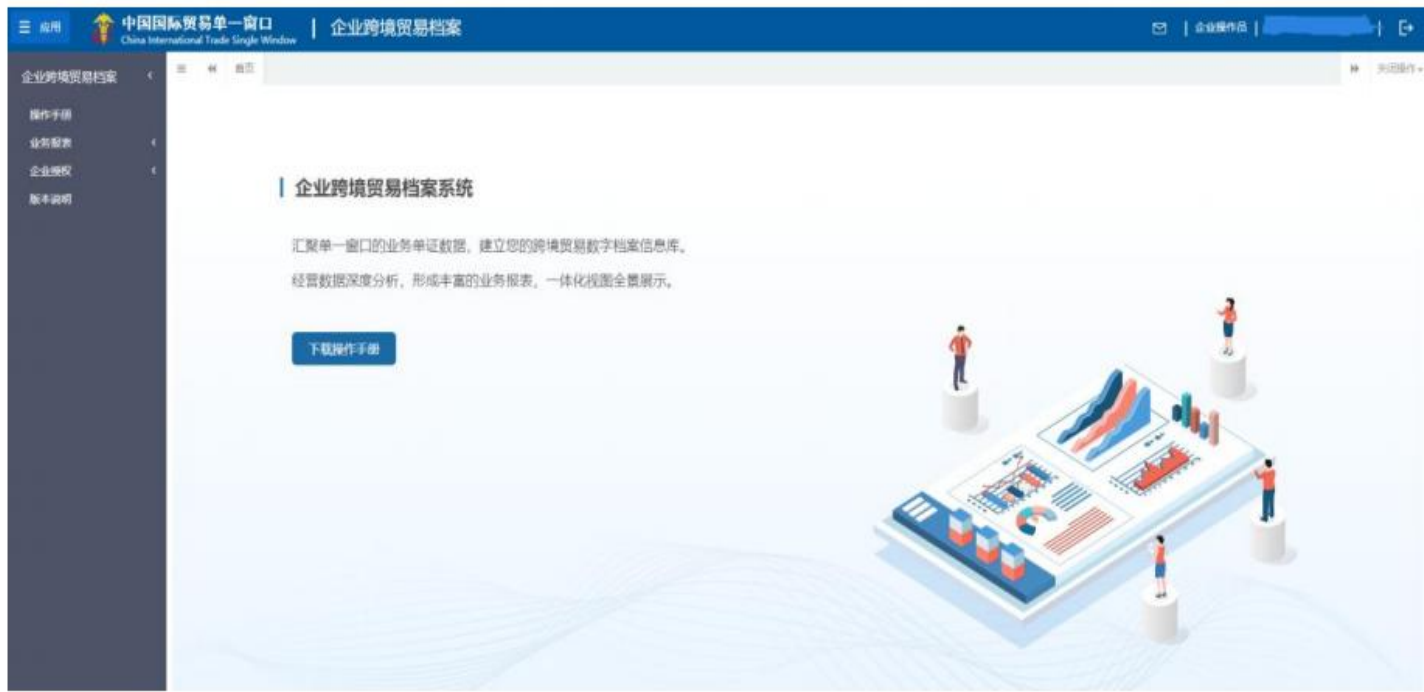 应用
中国国际贸易单一窗口
China International Trade Single Window
企业跨境贸易档案
企业操作员
企业跨境贸易档案
首页
关闭操作
操作手册
业务报表
企业授权
版本说明
企业跨境贸易档案系统
汇聚单一窗口的业务单证数据，建立您的跨境贸易数字档案信息库。
经营数据深度分析，形成丰富的业务报表，一体化视图全景展示。
下载操作手册